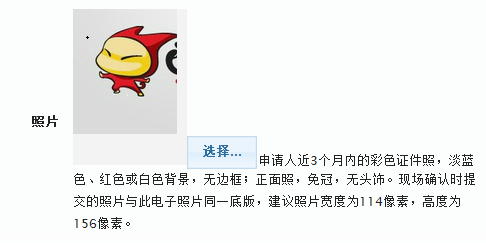 照片
选择...
申请人近3个月内的彩色证件照，淡蓝
色、红色或白色背景，无边框；正面照，免冠，无头饰。现场确认时提
交的照片与此电子照片同一底版，建议照片宽度为114像素，高度为
156像素。